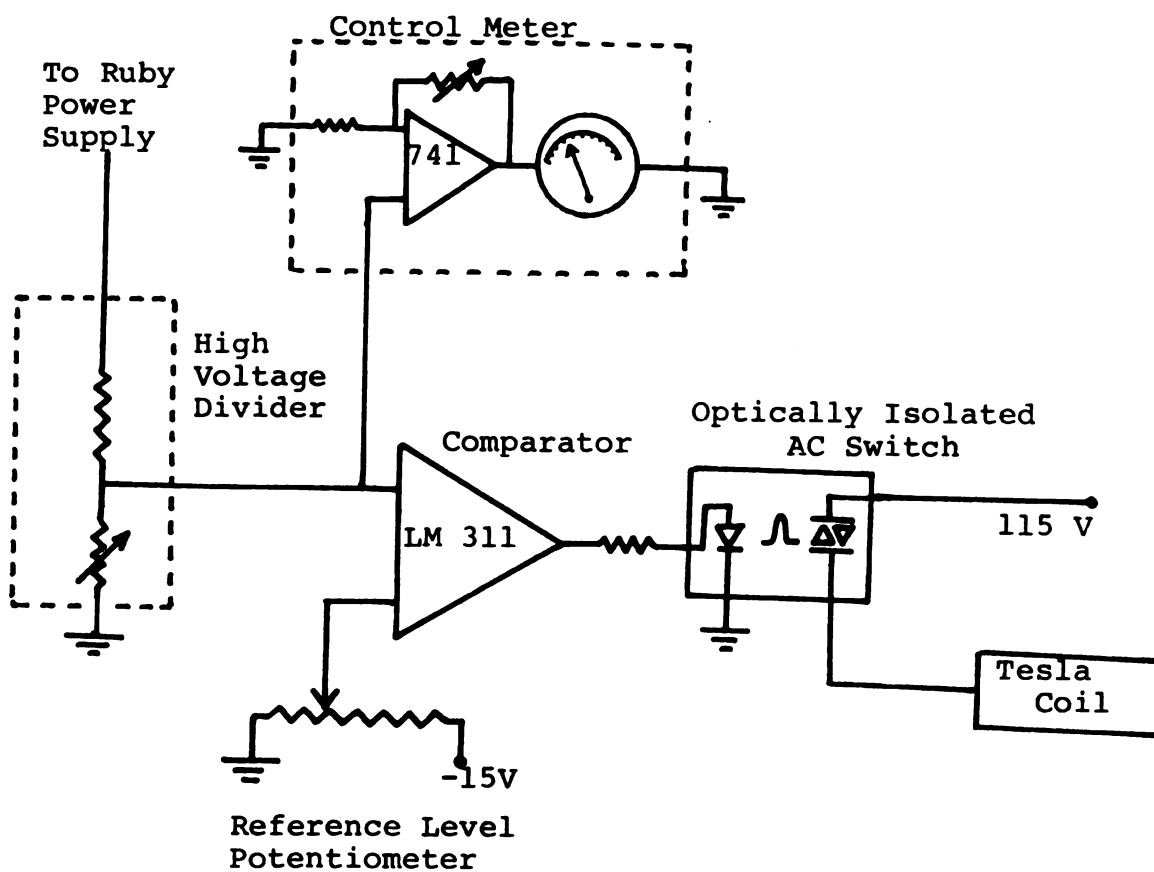 Control Meter
To Ruby
Power
Supply
741
High
Voltage
Divider
Comparator
Optically Isolated
AC Switch
LM 311
115 V
Tesla
Coil
-15V
Reference Level
Potentiometer